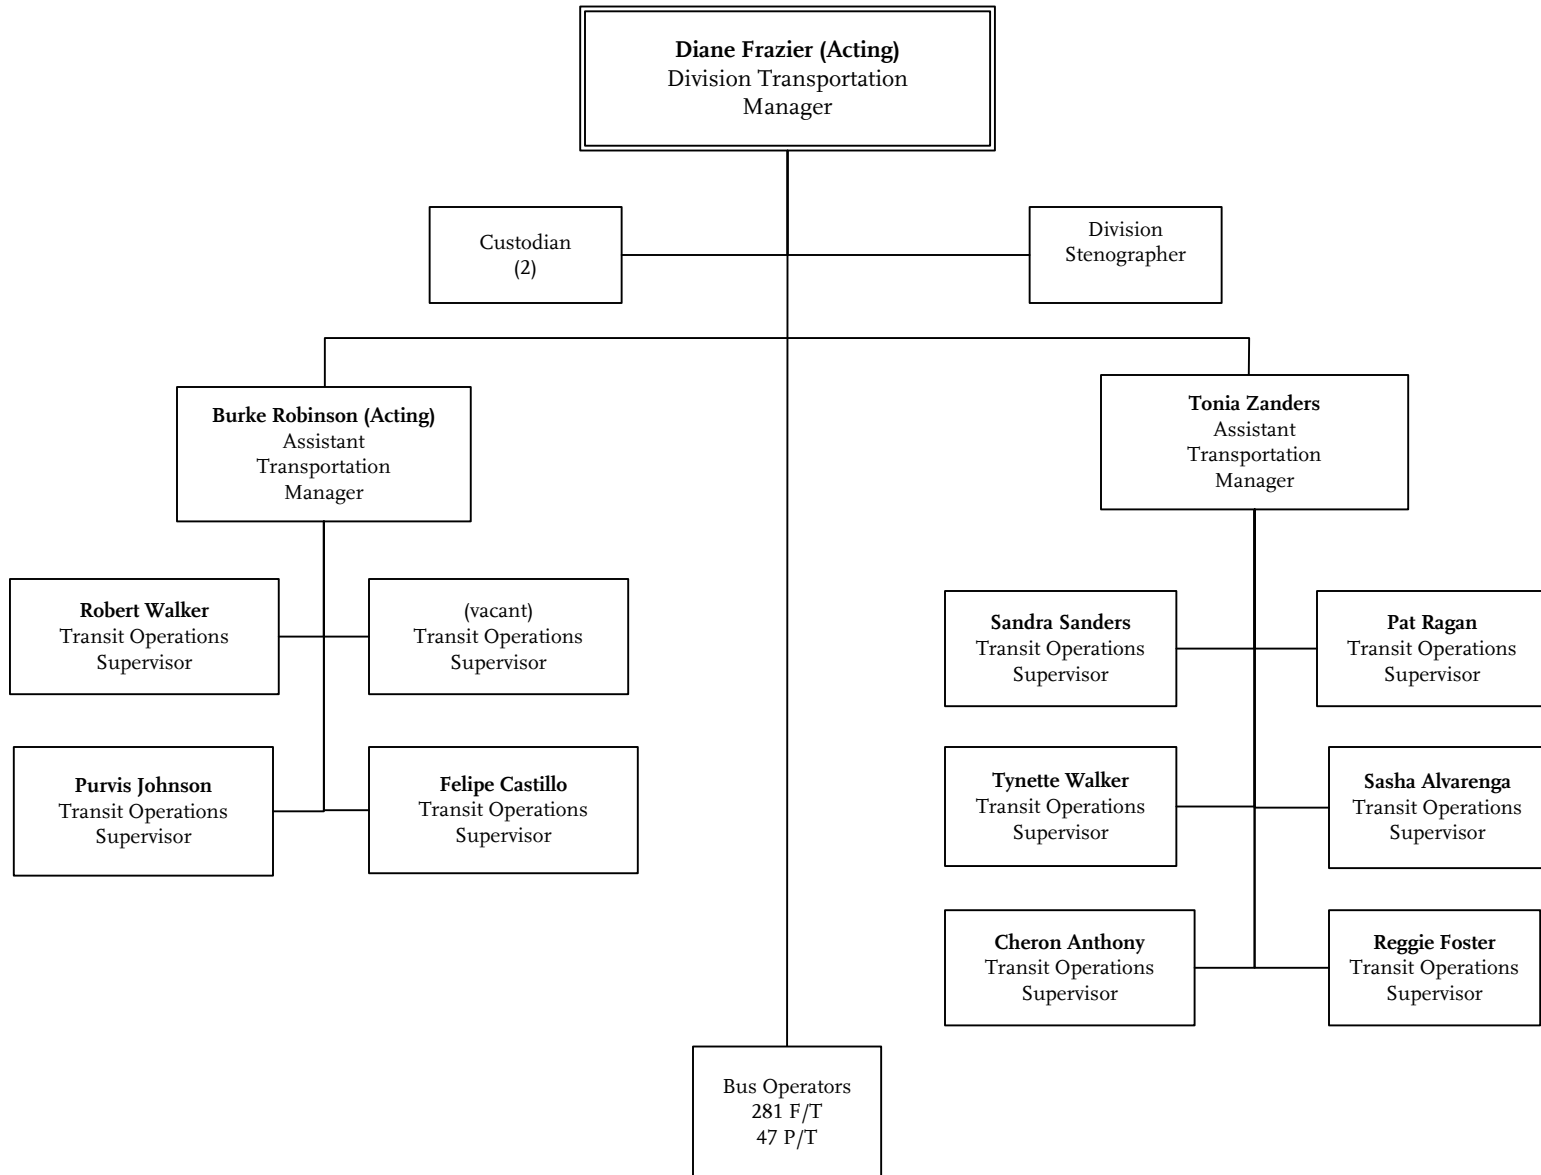 Diane Frazier (Acting)
Division Transportation
Manager
Custodian
(2)
Division
Stenographer
Burke Robinson (Acting)
Assistant
Transportation
Manager
Tonia Zanders
Assistant
Transportation
Manager
Robert Walker
Transit Operations
Supervisor
(vacant)
Transit Operations
Supervisor
Sandra Sanders
Transit Operations
Supervisor
Pat Ragan
Transit Operations
Supervisor
Purvis Johnson
Transit Operations
Supervisor
Felipe Castillo
Transit Operations
Supervisor
Tynette Walker
Transit Operations
Supervisor
Sasha Alvarenga
Transit Operations
Supervisor
Cheron Anthony
Transit Operations
Supervisor
Reggie Foster
Transit Operations
Supervisor
Bus Operators
281 F/T
47 P/T